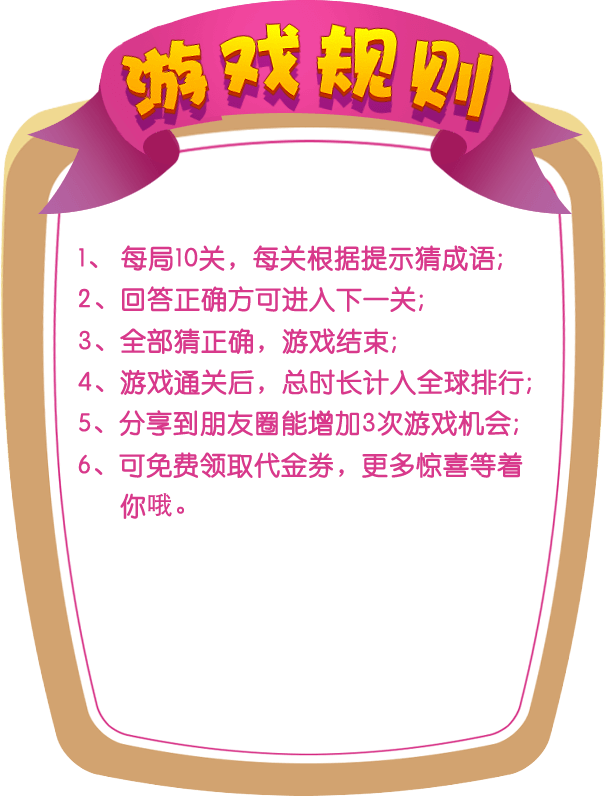 游戏规则
1、每局10关，每关根据提示猜成语；
2、回答正确方可进入下一关；
3、全部猜正确，游戏结束；
4、游戏通关后，总时长计入全球排行；
5、分享到朋友圈能增加3次游戏机会；
6、可免费领取代金券，更多惊喜等着
你哦。